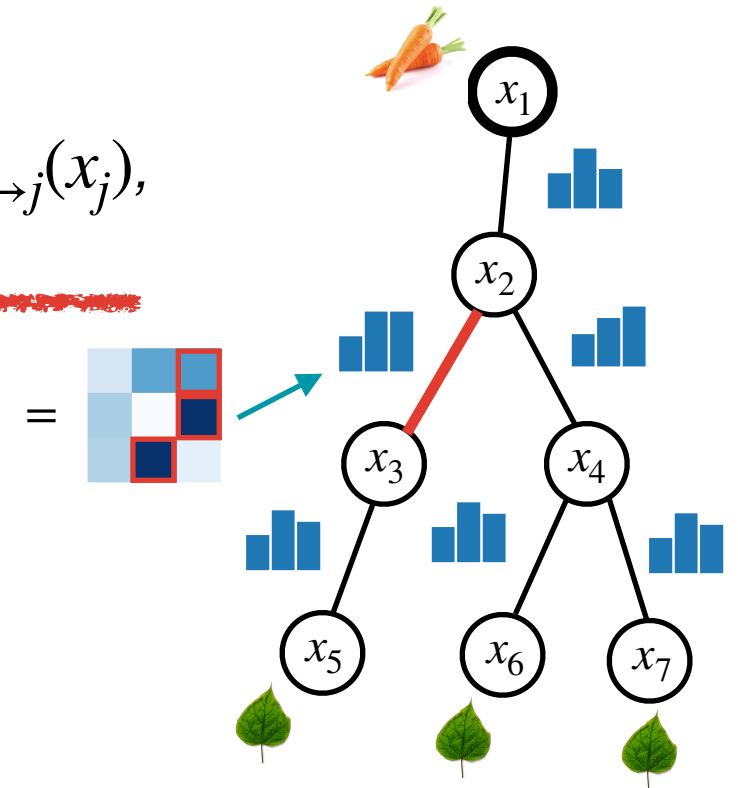 x₁
→j(xj),
x₂
=
x₃
x₄
x₅
x₆
x₇